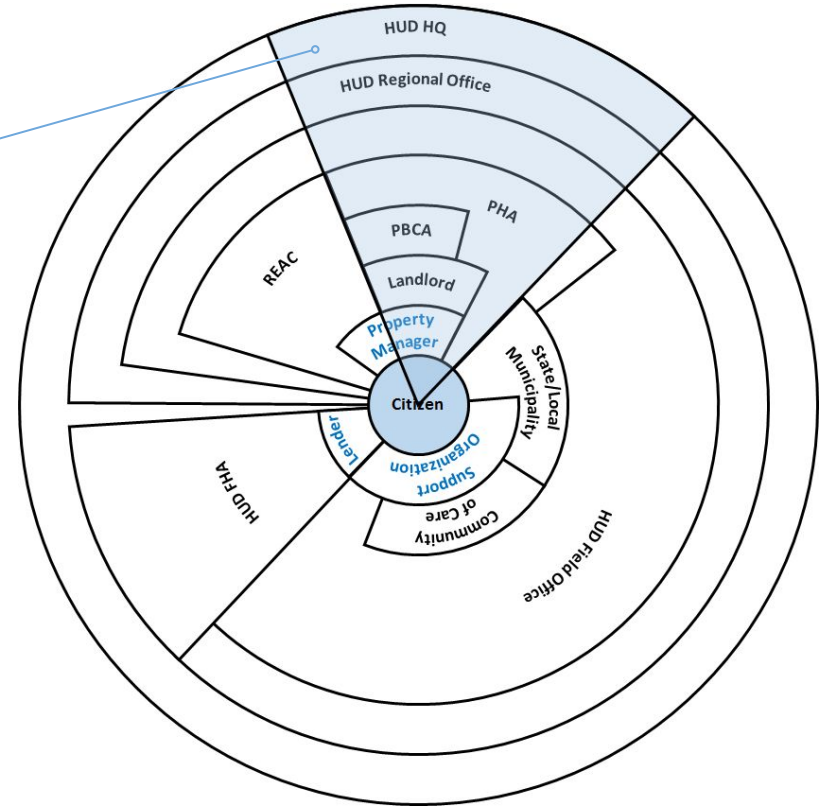 HUD HQ
HUD Regional Office
PHA
PBCA
REAC
Landlord
Property
Manager
State/Local
Municipality
Citizen
Lender
Organization
Support
HUD FHA
Community
of Care
HUD Field Office